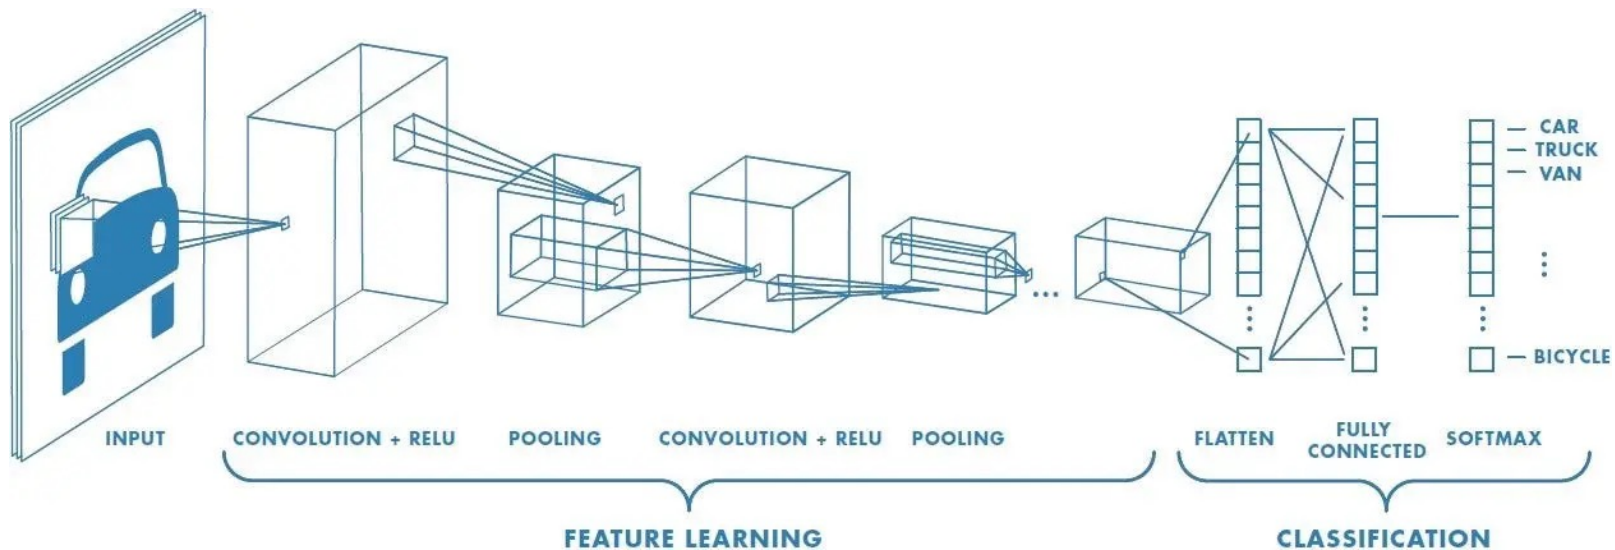 CAR
TRUCK
VAN
BICYCLE
INPUT
CONVOLUTION + RELU
POOLING
CONVOLUTION + RELU
POOLING
FLATTEN
FULLY
CONNECTED
SOFTMAX
FEATURE LEARNING
CLASSIFICATION